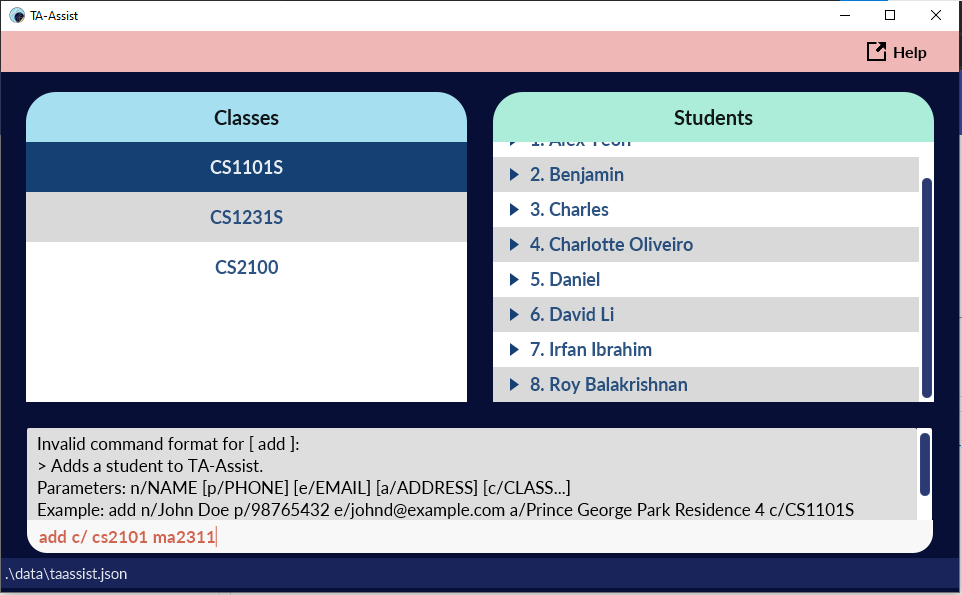 TA-Assist
Help
Classes
CS1101S
CS1231S
CS2100
Students
1. Alex Yeoh
2. Benjamin
3. Charles
4. Charlotte Oliveiro
5. Daniel
6. David Li
7. Irfan Ibrahim
8. Roy Balakrishnan
Invalid command format for [ add ]:
> Adds a student to TA-Assist.
Parameters: n/NAME [p/PHONE] [e/EMAIL] [a/ADDRESS] [c/CLASS...]
Example: add n/John Doe p/98765432 e/johnd@example.com a/Prince George Park Residence 4 c/CS1101S
add c/ cs2101 ma2311
.\data\taassist.json